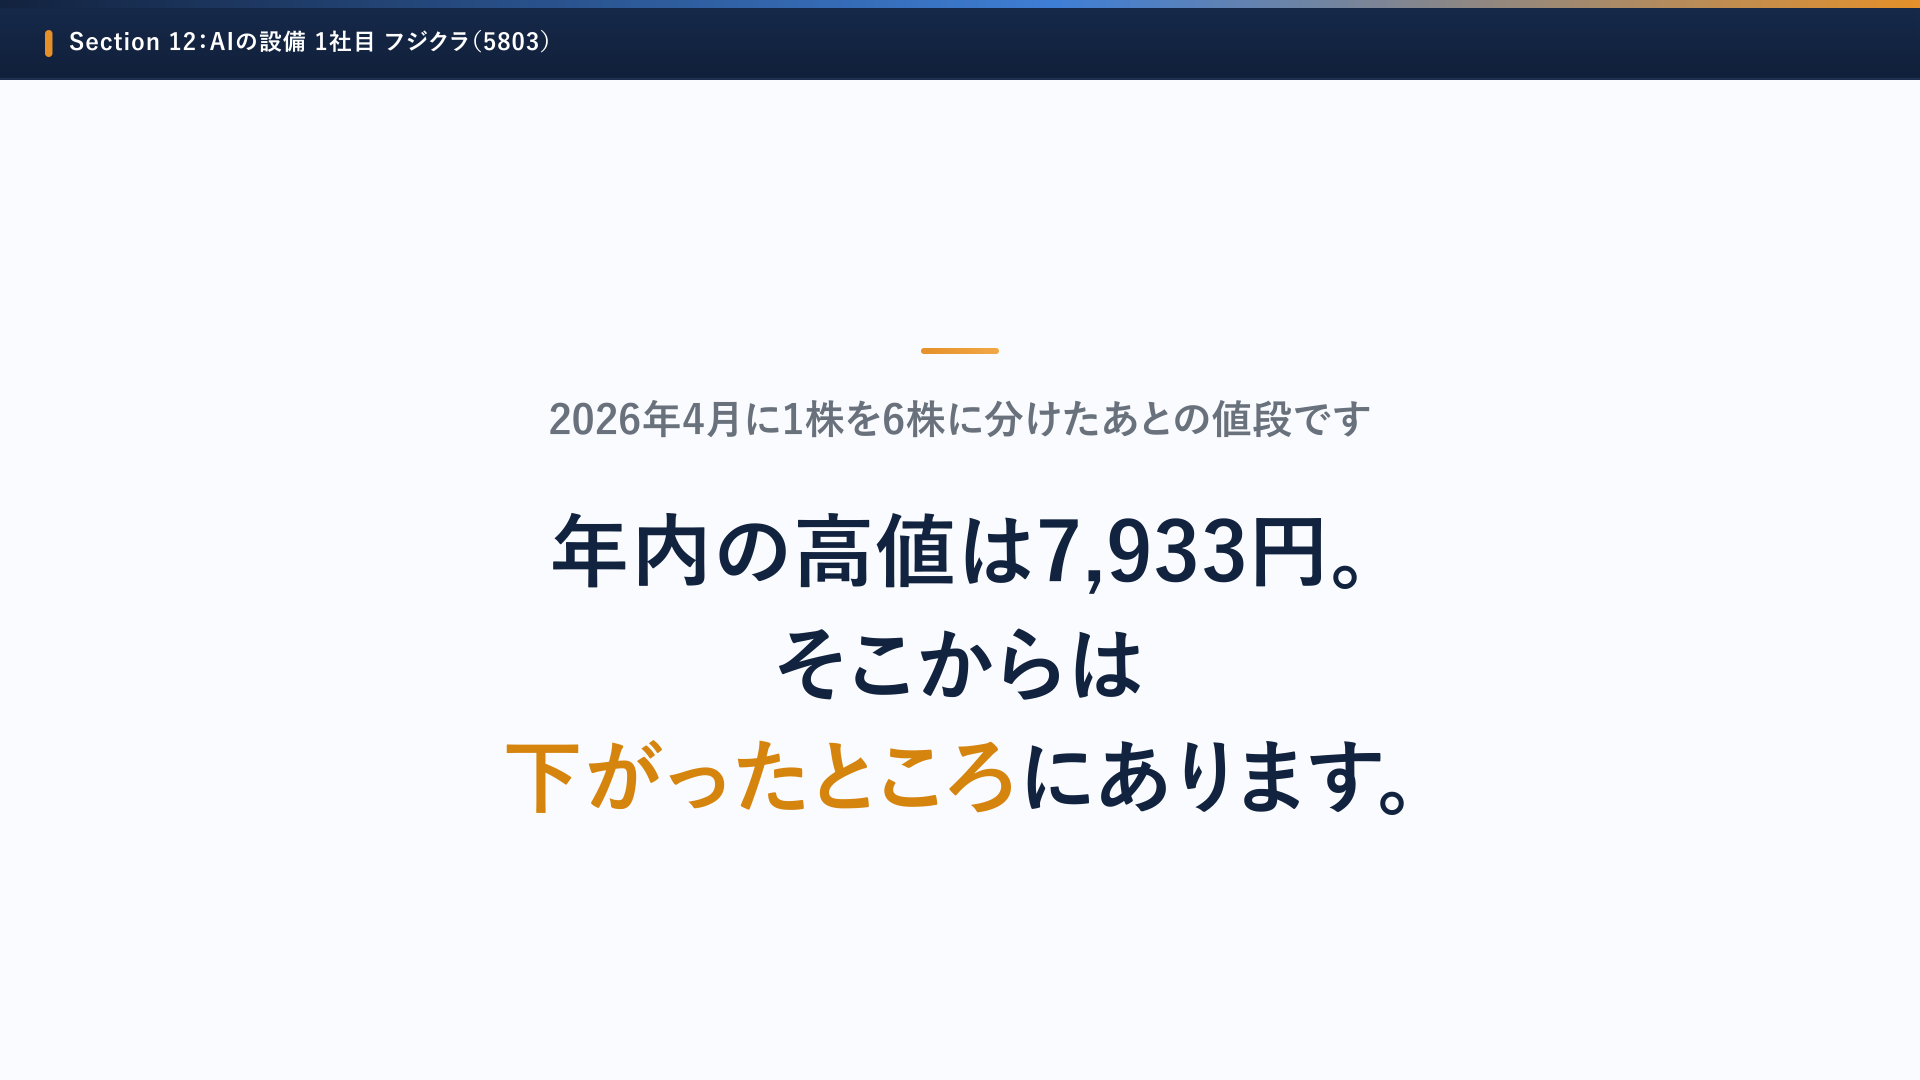 Section 12：AIの設備 1社目 フジクラ（5803）
2026年4月に1株を6株に分けたあとの値段です
年内の高値は7,933円。
そこからは
下がったところにあります。